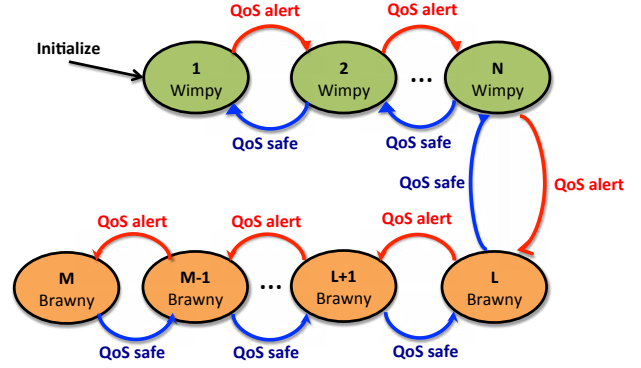 QoS alert
QoS alert
Initialize
1
Wimpy
2
Wimpy
...
N
Wimpy
QoS safe
QoS safe
QoS safe
QoS alert
QoS alert
QoS alert
QoS alert
M
Brawny
M-1
Brawny
...
L+1
Brawny
L
Brawny
QoS safe
QoS safe
QoS safe